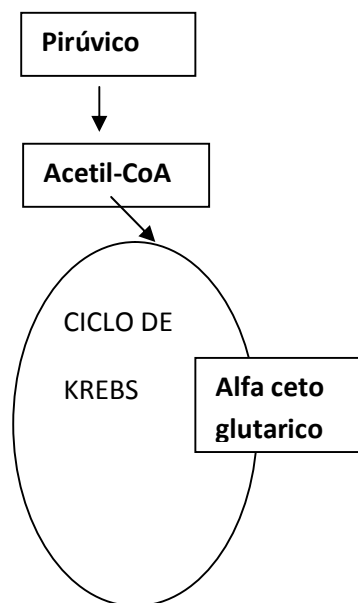 Pirúvico
Acetil-CoA
CICLO DE
KREBS
Alfa ceto
glutarico